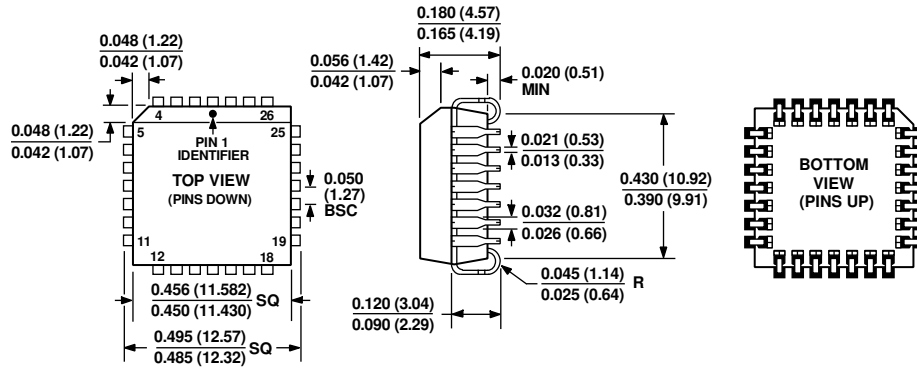 0.180 (4.57)
0.165 (4.19)
0.048 (1.22)
0.042 (1.07)
0.056 (1.42)
0.042 (1.07)
0.020 (0.51)
MIN
0.048 (1.22)
0.042 (1.07)
4
26
5
25
PIN 1
IDENTIFIER
TOP VIEW
(PINS DOWN)
11
19
12
18
0.050
(1.27)
BSC
0.021 (0.53)
0.013 (0.33)
0.032 (0.81)
0.026 (0.66)
0.430 (10.92)
0.390 (9.91)
BOTTOM
VIEW
(PINS UP)
0.456 (11.582)
0.450 (11.430)
SQ
0.495 (12.57)
0.485 (12.32)
SQ
0.120 (3.04)
0.090 (2.29)
0.045 (1.14)
0.025 (0.64)
R